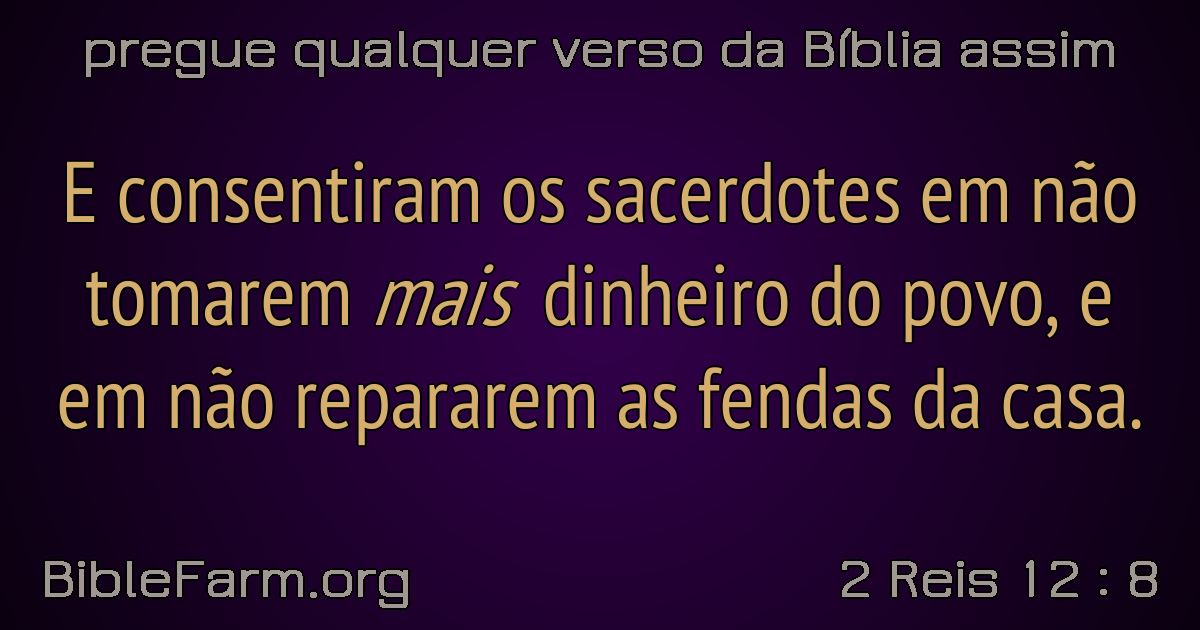 pregue qualquer verso da Bíblia assim
E consentiram os sacerdotes em não
tomarem mais dinheiro do povo, e
em não repararem as fendas da casa.
BibleFarm.org
2 Reis 12 : 8